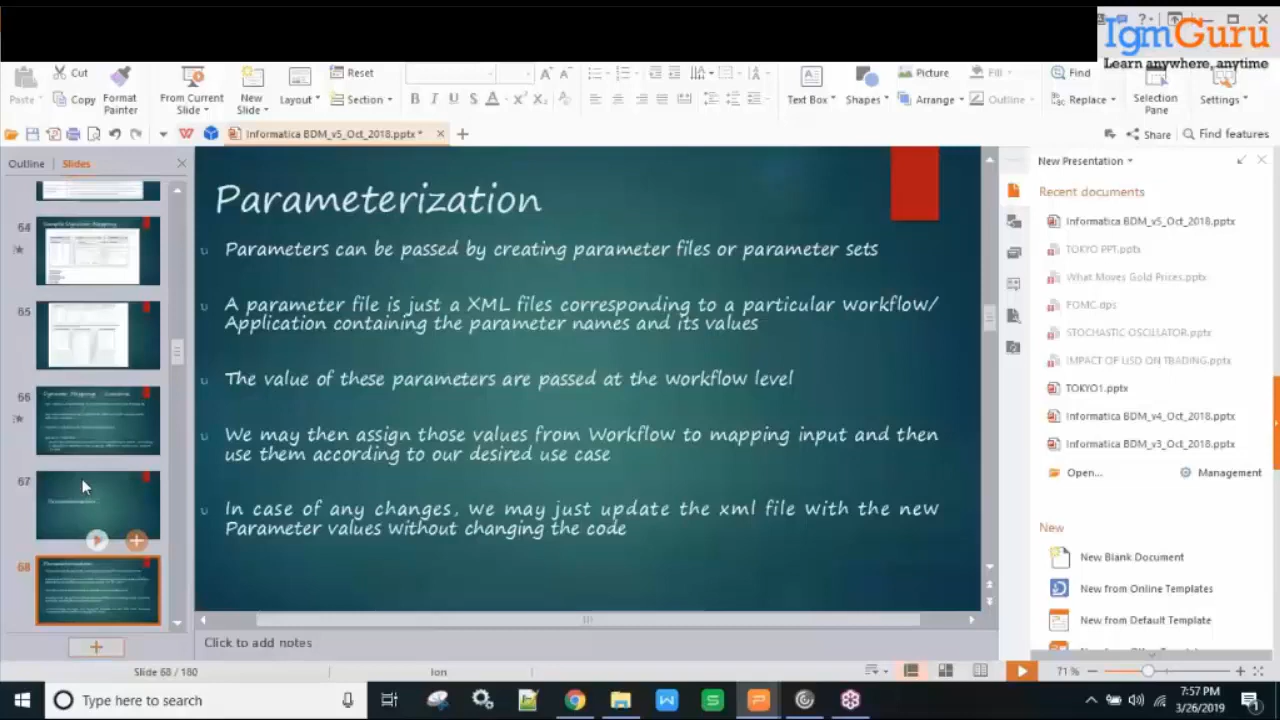 IgmGuru
Learn anywhere, anytime
Cut
Paste
Copy
Format Painter
From Current Slide
New Slide
Layout
Reset
Section
B I U S A X² X₂
Text Box
Shapes
Picture
Fill
Arrange
Outline
Find
Replace
Selection Pane
Settings
Informatica BDM_v5_Oct_2018.pptx *
Share
Find features
Outline
Slides
64
65
66
67
68
Parameterization
Parameters can be passed by creating parameter files or parameter sets
A parameter file is just a XML files corresponding to a particular workflow/
Application containing the parameter names and its values
The value of these parameters are passed at the workflow level
We may then assign those values from Workflow to mapping input and then
use them according to our desired use case
In case of any changes, we may just update the xml file with the new
Parameter values without changing the code
Click to add notes
New Presentation
Recent documents
Informatica BDM_v5_Oct_2018.pptx
TOKYO PPT.pptx
What Moves Gold Prices.pptx
FOMC.dps
STOCHASTIC OSCILLATOR.pptx
IMPACT OF USD ON TRADING.pptx
TOKYO1.pptx
Informatica BDM_v4_Oct_2018.pptx
Informatica BDM_v3_Oct_2018.pptx
Open...
Management
New
New Blank Document
New from Online Templates
New from Default Template
Slide 68 / 180
Ion
71 %
Type here to search
7:57 PM
3/26/2019